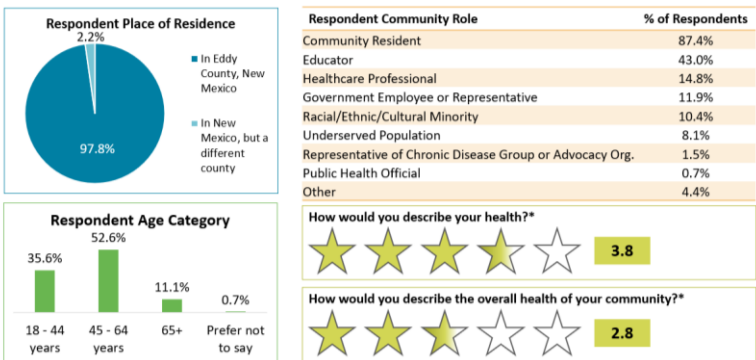 Respondent Place of Residence
2.2%
97.8%
In Eddy
County, New
Mexico
In New
Mexico, but a
different
county
Respondent Age Category
35.6%
52.6%
11.1%
0.7%
18 - 44
years
45 - 64
years
65+
Prefer not
to say
Respondent Community Role % of Respondents
Community Resident 87.4%
Educator 43.0%
Healthcare Professional 14.8%
Government Employee or Representative 11.9%
Racial/Ethnic/Cultural Minority 10.4%
Underserved Population 8.1%
Representative of Chronic Disease Group or Advocacy Org. 1.5%
Public Health Official 0.7%
Other 4.4%
How would you describe your health?*
3.8
How would you describe the overall health of your community?*
2.8